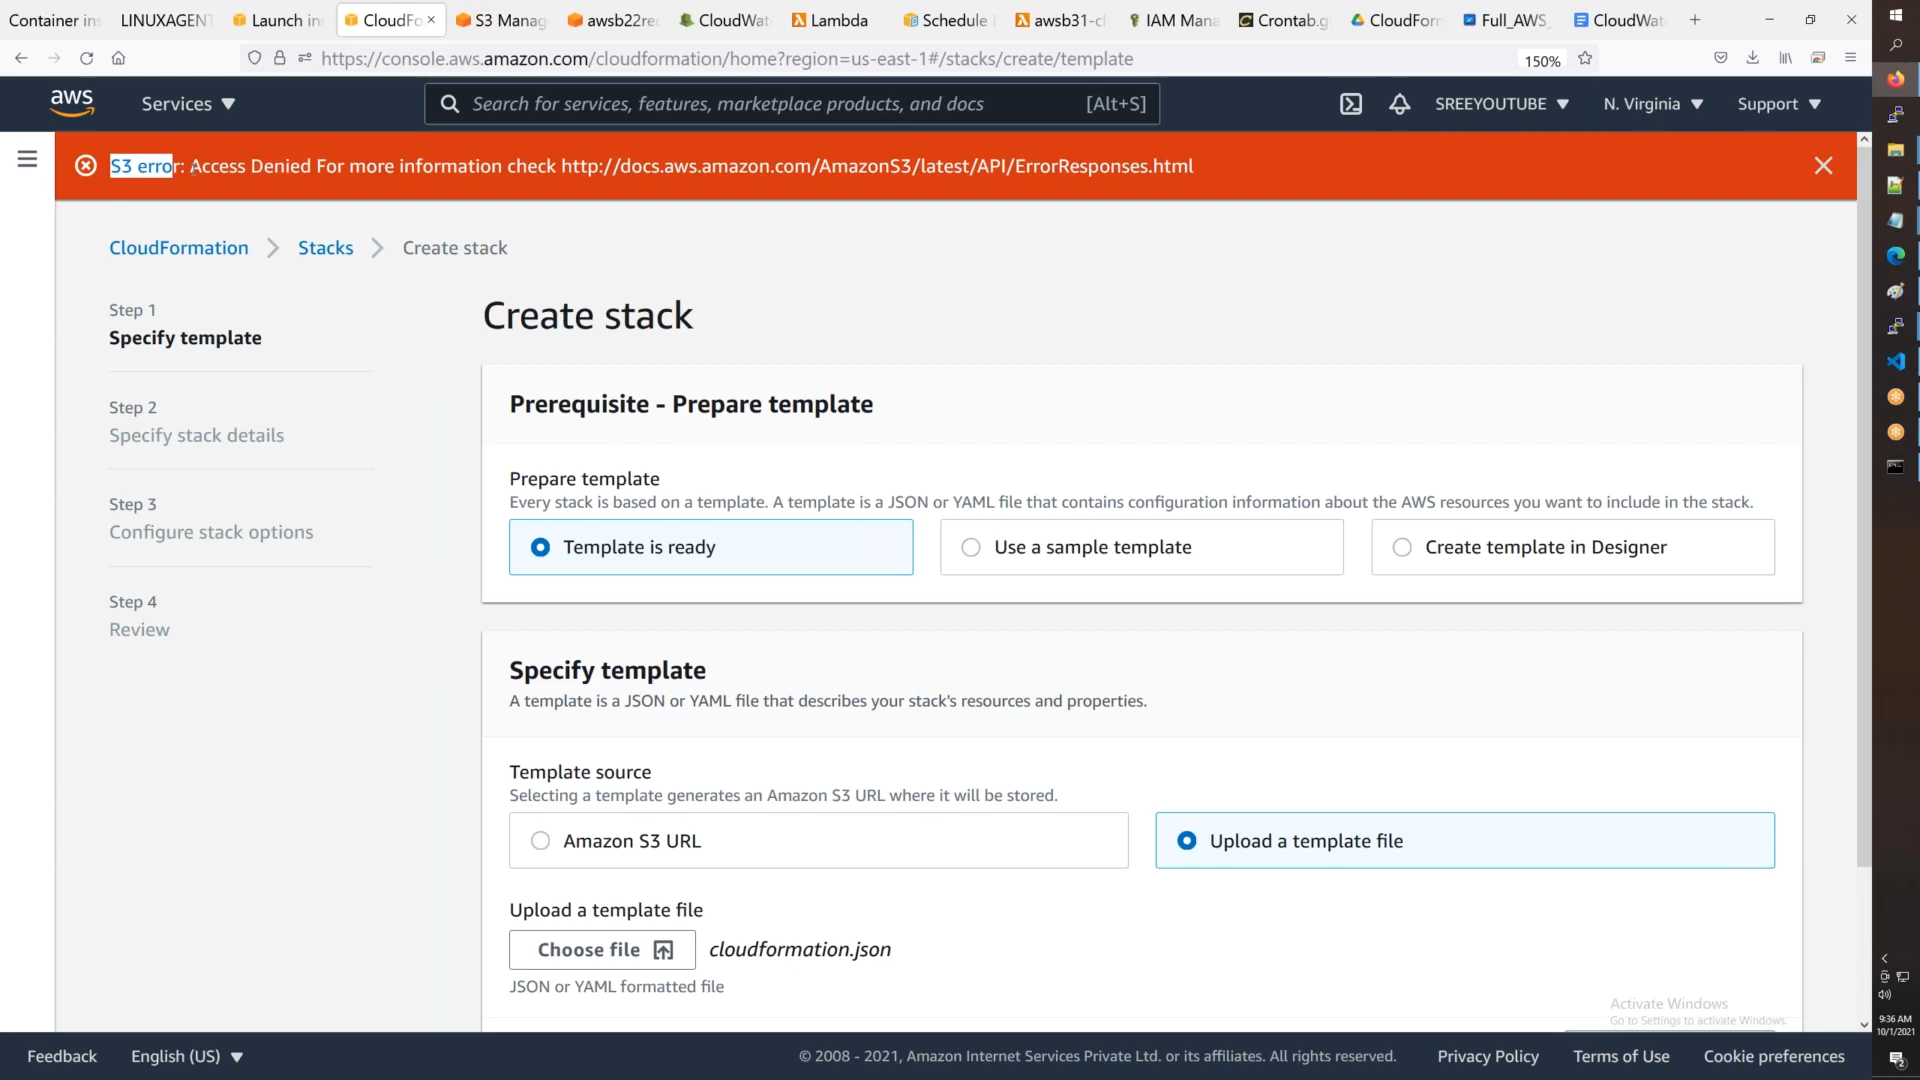 Container in
LINUXAGENT
Launch in
CloudFo
S3 Manag
awsb22re
CloudWat
Lambda
Schedule
awsb31-c
IAM Mana
Crontab.g
CloudForm
Full_AWS_
CloudWat
https://console.aws.amazon.com/cloudformation/home?region=us-east-1#/stacks/create/template
150%
aws
Services
Search for services, features, marketplace products, and docs
[Alt+S]
SREEYOUTUBE
N. Virginia
Support
S3 error: Access Denied For more information check http://docs.aws.amazon.com/AmazonS3/latest/API/ErrorResponses.html
CloudFormation
Stacks
Create stack
Step 1
Specify template
Step 2
Specify stack details
Step 3
Configure stack options
Step 4
Review
Create stack
Prerequisite - Prepare template
Prepare template
Every stack is based on a template. A template is a JSON or YAML file that contains configuration information about the AWS resources you want to include in the stack.
Template is ready
Use a sample template
Create template in Designer
Specify template
A template is a JSON or YAML file that describes your stack's resources and properties.
Template source
Selecting a template generates an Amazon S3 URL where it will be stored.
Amazon S3 URL
Upload a template file
Upload a template file
Choose file
cloudformation.json
JSON or YAML formatted file
Activate Windows
Go to Settings to activate Windows.
Feedback
English (US)
© 2008 - 2021, Amazon Internet Services Private Ltd. or its affiliates. All rights reserved.
Privacy Policy
Terms of Use
Cookie preferences
9:36 AM
10/1/2021
2